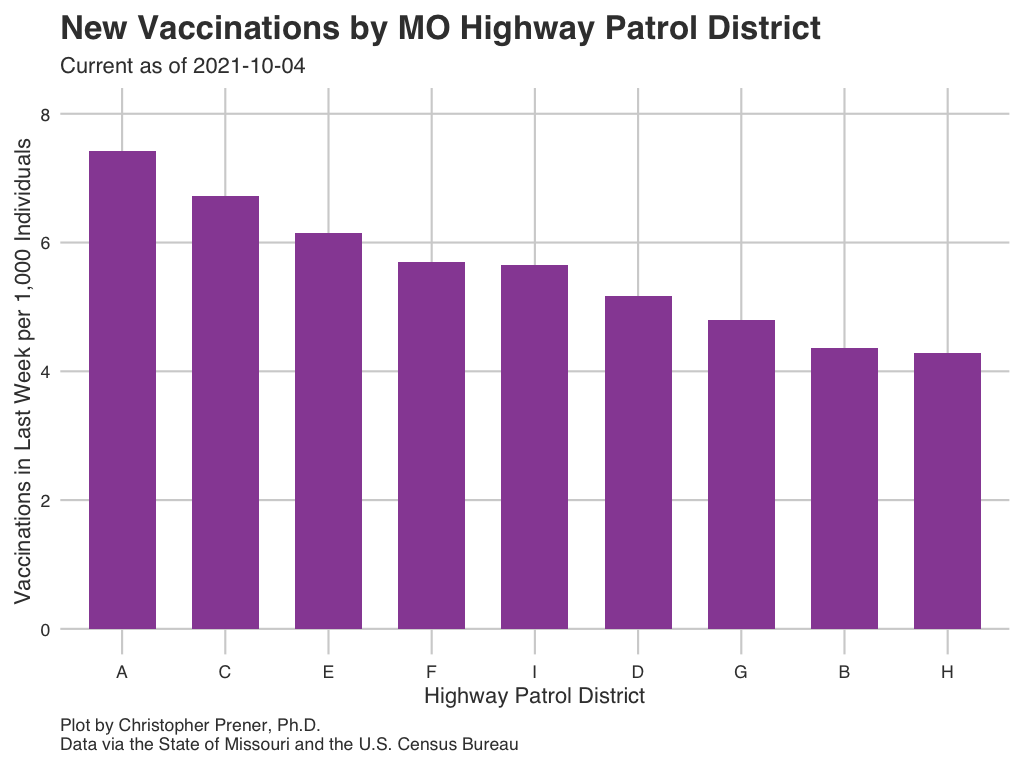 New Vaccinations by MO Highway Patrol District
Current as of 2021-10-04
Vaccinations in Last Week per 1,000 Individuals
8
6
4
2
0
A C E F I D G B H
Highway Patrol District
Plot by Christopher Prener, Ph.D.
Data via the State of Missouri and the U.S. Census Bureau